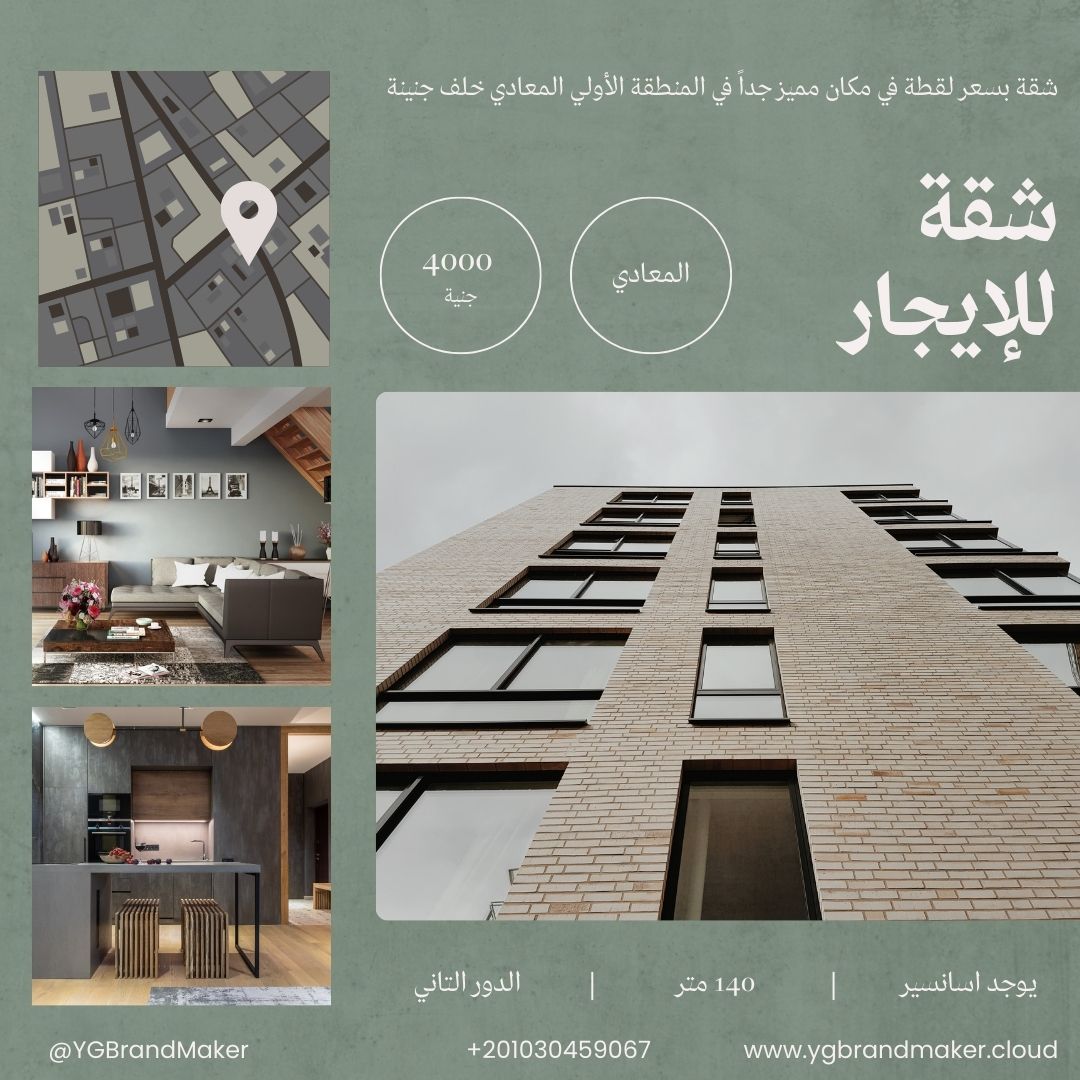 شقة بسعر لقطة في مكان مميز جداً في المنطقة الأولي المعادي خلف جنينة
شقة
للإيجار
المعادي
4000
جنية
يوجد اسانسير | 140 متر | الدور التاني
@YGBrandMaker +201030459067 www.ygbrandmaker.cloud